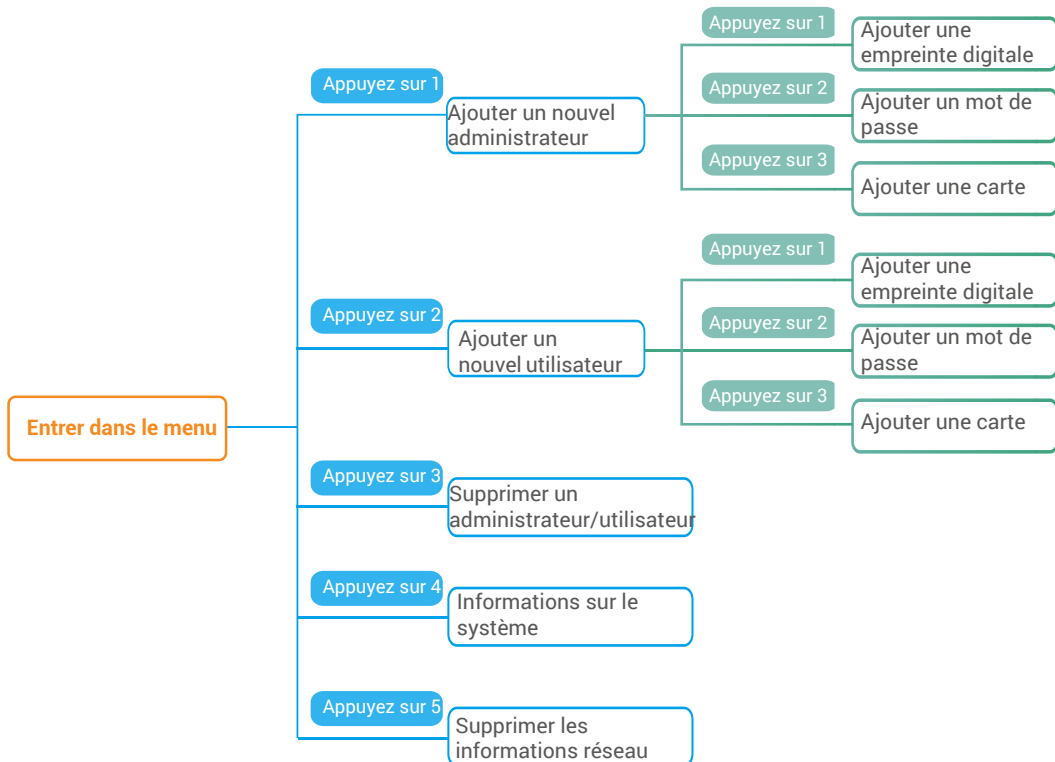 Appuyez sur 1
Ajouter une
empreinte digitale
Appuyez sur 1
Ajouter un nouvel
administrateur
Appuyez sur 2
Ajouter un mot de
passe
Appuyez sur 3
Ajouter une carte
Appuyez sur 1
Ajouter une
empreinte digitale
Appuyez sur 2
Ajouter un
nouvel utilisateur
Appuyez sur 2
Ajouter un mot de
passe
Appuyez sur 3
Ajouter une carte
Entrer dans le menu
Appuyez sur 3
Supprimer un
administrateur/utilisateur
Appuyez sur 4
Informations sur le
système
Appuyez sur 5
Supprimer les
informations réseau